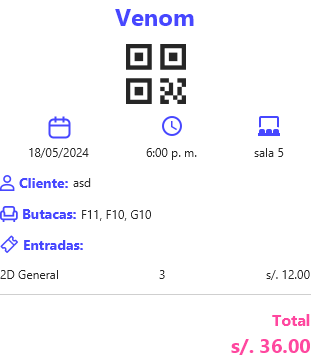 Venom
18/05/2024 6:00 p. m. sala 5
Cliente: asd
Butacas: F11, F10, G10
Entradas:
2D General 3 s/. 12.00
Total
s/. 36.00